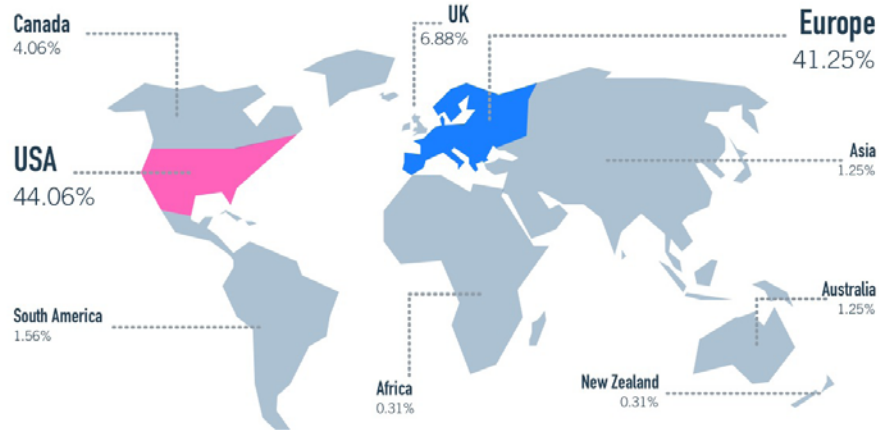 Canada
4.06%
UK
6.88%
Europe
41.25%
USA
44.06%
Asia
1.25%
South America
1.56%
Australia
1.25%
Africa
0.31%
New Zealand
0.31%